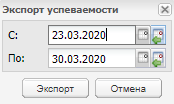 Экспорт успеваемости
С: 23.03.2020
По: 30.03.2020
Экспорт Отмена